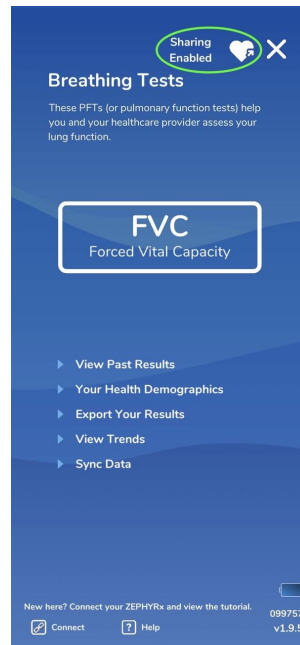 Sharing
Enabled
Breathing Tests
These PFTs (or pulmonary function tests) help
you and your healthcare provider assess your
lung function.
FVC
Forced Vital Capacity
View Past Results
Your Health Demographics
Export Your Results
View Trends
Sync Data
New here? Connect your ZEPHYRx and view the tutorial.
Connect
Help
09975
v1.9.5